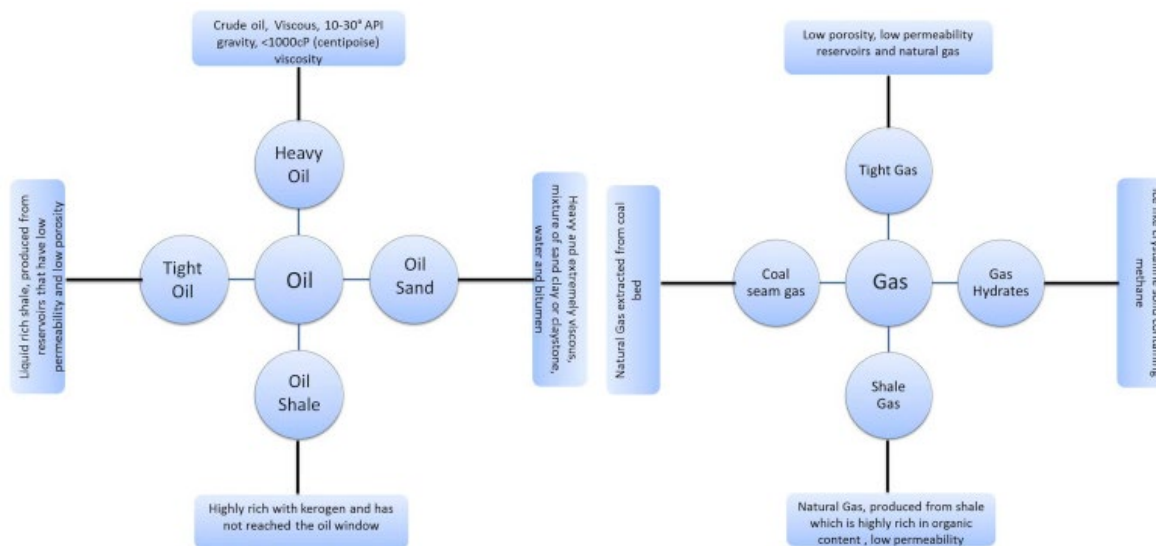 Crude oil, Viscous, 10-30° API
gravity, <1000cP (centipoise)
viscosity
Heavy
Oil
Liquid rich shale, produced from
reservoirs that have low
permeability and low porosity
Tight
Oil
Oil
Oil
Sand
Heavy and extremely viscous,
mixture of sand clay or claystone,
water and bitumen
Oil
Shale
Highly rich with kerogen and has
not reached the oil window
Low porosity, low permeability
reservoirs and natural gas
Tight Gas
Natural Gas extracted from coal
bed
Coal
seam gas
Gas
Gas
Hydrates
methane
Shale
Gas
Natural Gas, produced from shale
which is highly rich in organic
content , low permeability